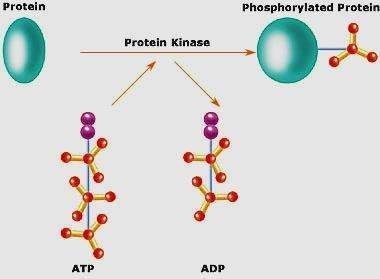 Protein
Phosphorylated Protein
Protein Kinase
ATP
ADP